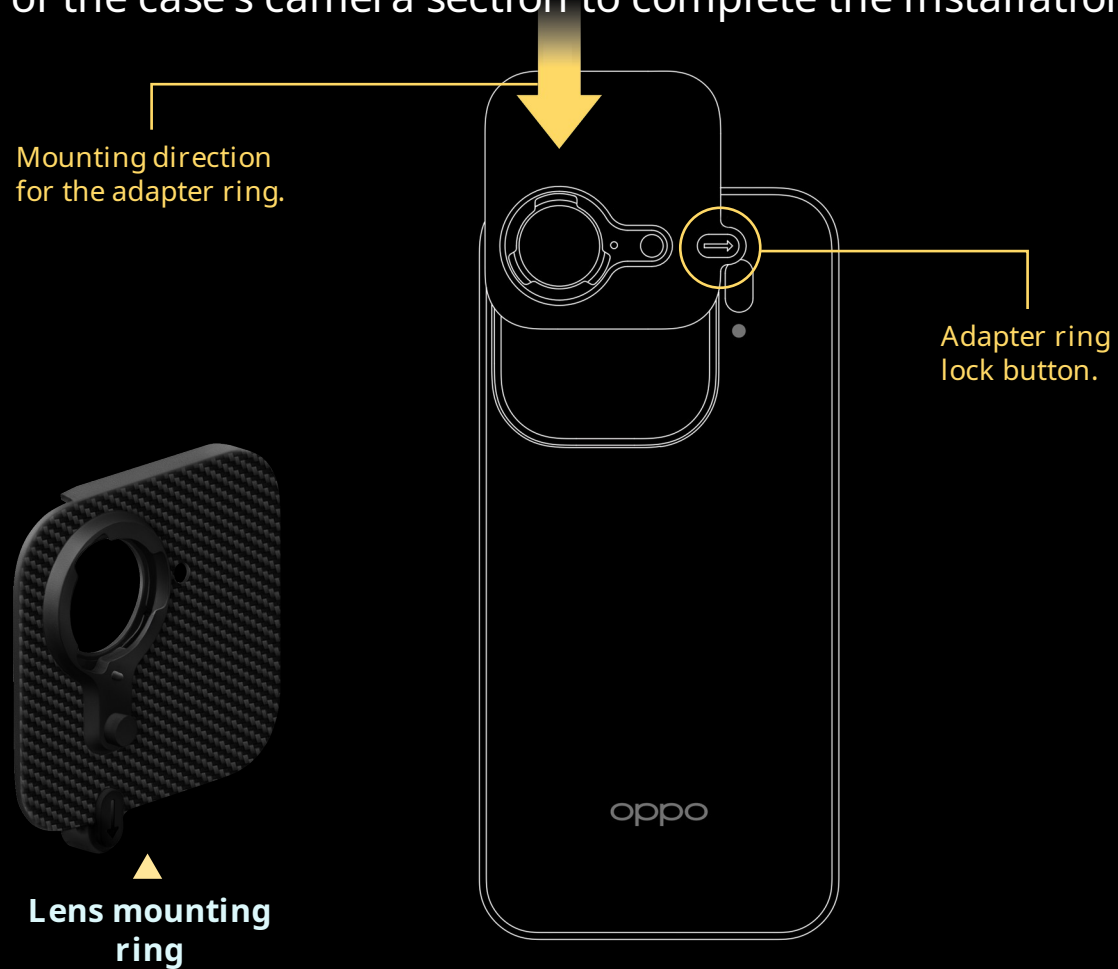 of the case's camera section to complete the installation
Mounting direction
for the adapter ring.
Adapter ring
lock button.
oppo
Lens mounting
ring